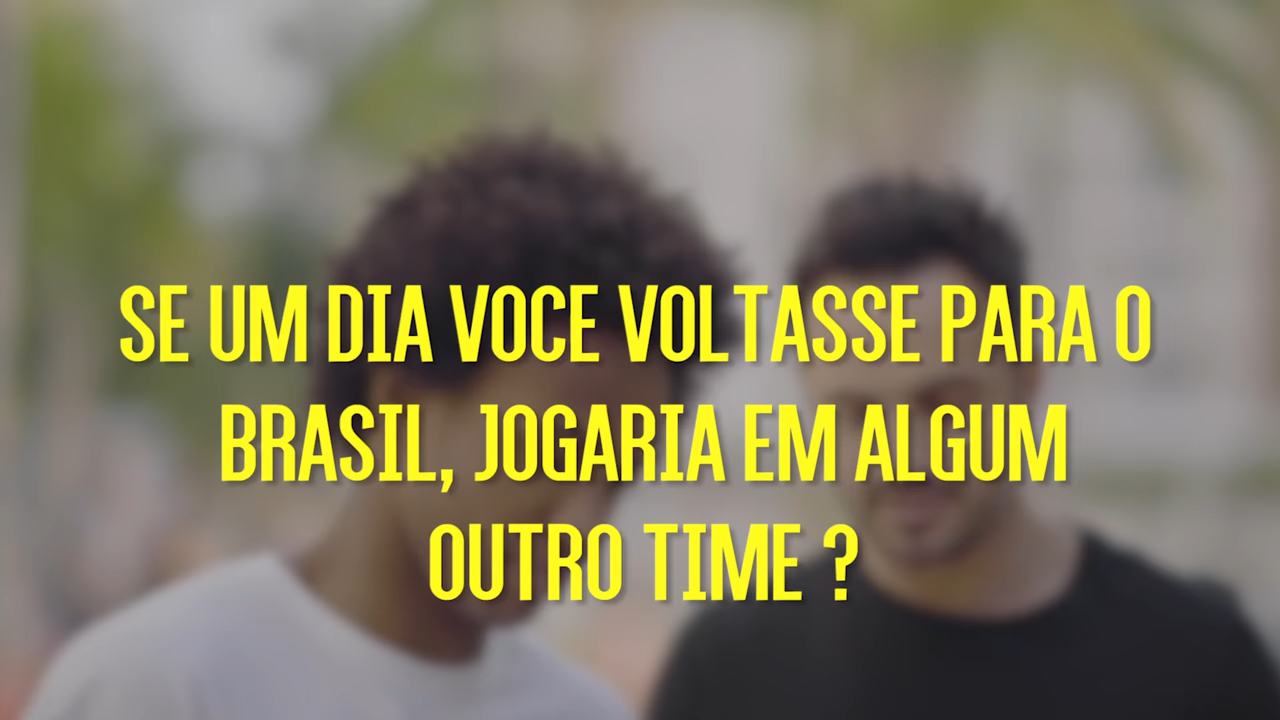 SE UM DIA VOCE VOLTASSE PARA O
BRASIL, JOGARIA EM ALGUM
OUTRO TIME ?